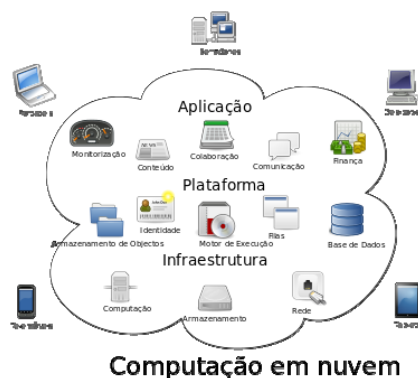 Servidores
Aplicação
Monitorização
Conteúdo
Colaboração
Comunicação
Finança
Plataforma
Armazenamento de Objectos
Identidade
Motor de Execução
Filas
Base de Dados
Infraestrutura
Computação
Armazenamento
Rede
Computação em nuvem